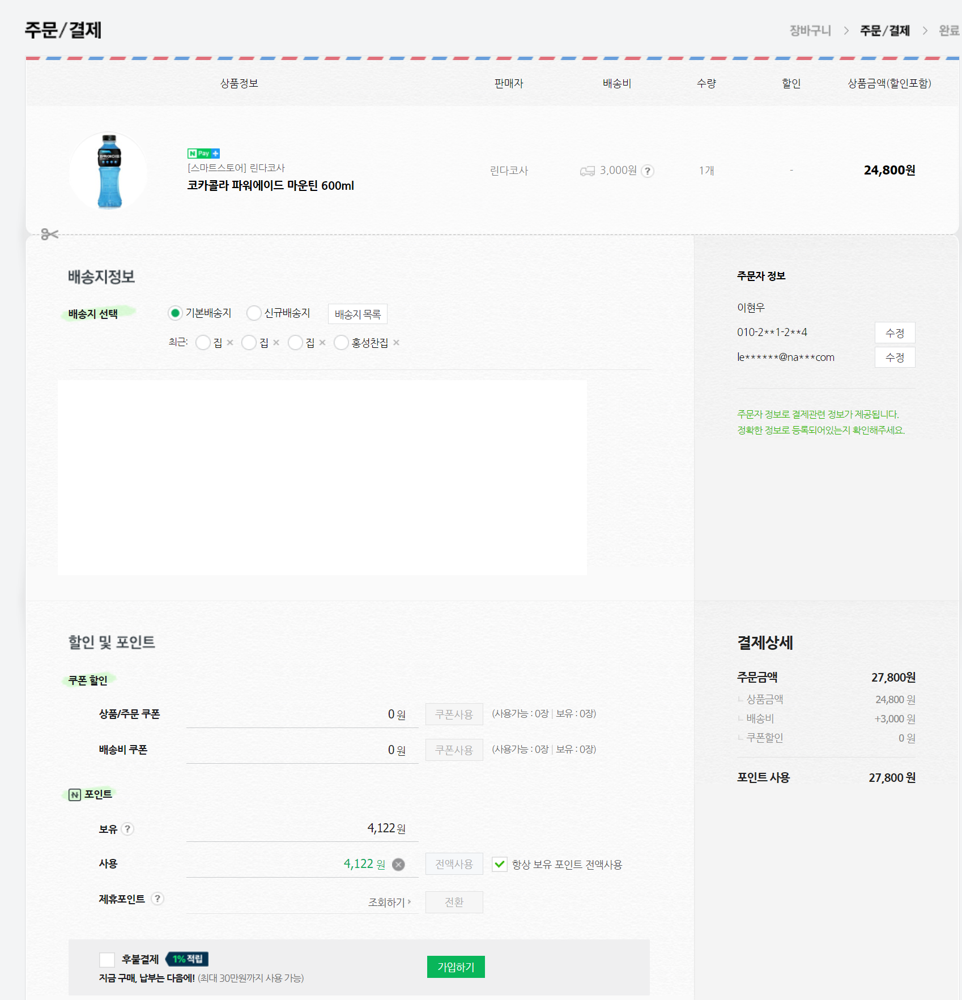 주문/결제
장바구니 > 주문/결제 > 완료
상품정보 판매자 배송비 수량 할인 상품금액(할인포함)
파워에이드
N Pay +
[스마트스토어] 린다코사
코카콜라 파워에이드 마운틴 600ml
린다코사 3,000원 ? 1개 - 24,800원
배송지정보
배송지 선택 기본배송지 신규배송지 배송지 목록
최근: 집 × 집 × 집 × 홍성찬집 ×
주문자 정보
이현우
010-2**1-2**4 수정
le******@na***com 수정
주문자 정보로 결제관련 정보가 제공됩니다.
정확한 정보로 등록되어있는지 확인해주세요.
할인 및 포인트
쿠폰 할인
상품/주문 쿠폰 0 원 쿠폰사용 (사용가능 : 0장 | 보유 : 0장)
배송비 쿠폰 0 원 쿠폰사용 (사용가능 : 0장 | 보유 : 0장)
N 포인트
보유 ? 4,122 원
사용 4,122 원 전액사용 항상 보유 포인트 전액사용
제휴포인트 ? 조회하기 > 전환
후불결제 1% 적립
지금 구매, 납부는 다음에! (최대 30만원까지 사용 가능)
가입하기
결제상세
주문금액 27,800원
상품금액 24,800 원
배송비 +3,000 원
쿠폰할인 0 원
포인트 사용 27,800 원